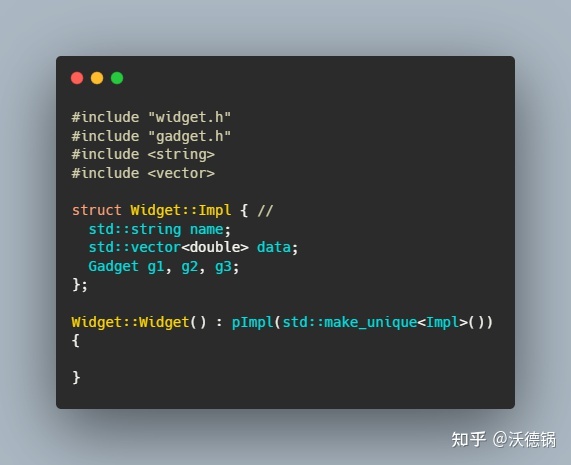 #include "widget.h"
#include "gadget.h"
#include <string>
#include <vector>

struct Widget::Impl { //
  std::string name;
  std::vector<double> data;
  Gadget g1, g2, g3;
};

Widget::Widget() : pImpl(std::make_unique<Impl>())
{

}
知乎 @沃德锅